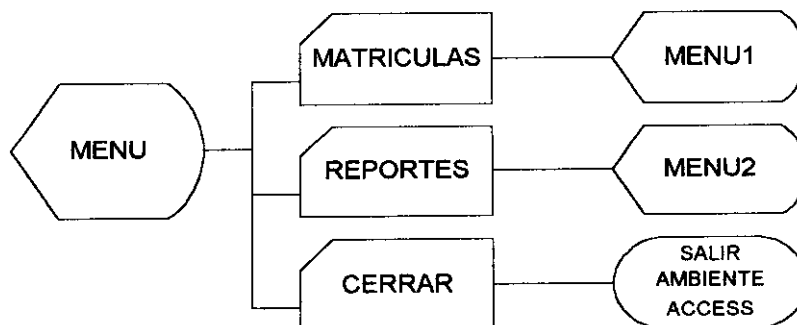 MENU
MATRICULAS
MENU1
REPORTES
MENU2
CERRAR
SALIR
AMBIENTE
ACCESS